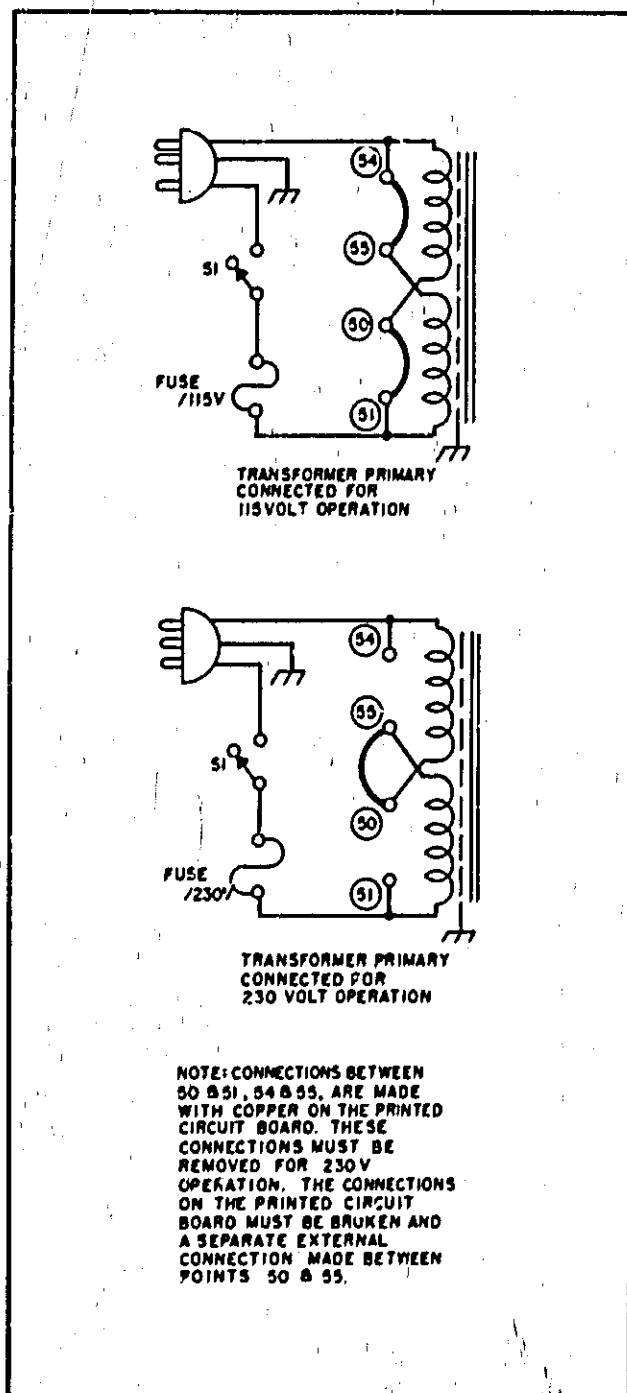 54
55
S1
50
FUSE
/115V
51
TRANSFORMER PRIMARY
CONNECTED FOR
115 VOLT OPERATION
54
55
S1
50
FUSE
/230V
51
TRANSFORMER PRIMARY
CONNECTED FOR
230 VOLT OPERATION
NOTE: CONNECTIONS BETWEEN
50 & 51, 54 & 55, ARE MADE
WITH COPPER ON THE PRINTED
CIRCUIT BOARD. THESE
CONNECTIONS MUST BE
REMOVED FOR 230V
OPERATION. THE CONNECTIONS
ON THE PRINTED CIRCUIT
BOARD MUST BE BROKEN AND
A SEPARATE EXTERNAL
CONNECTION MADE BETWEEN
POINTS 50 & 55.